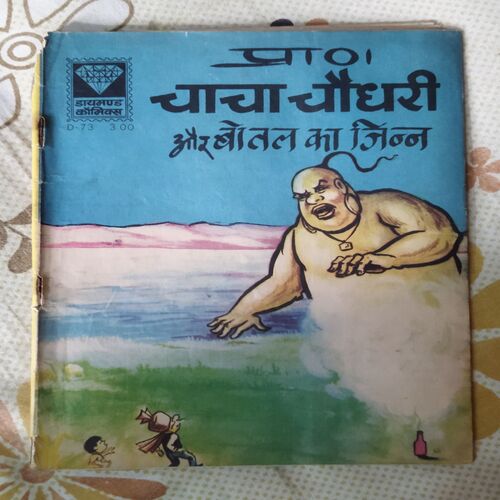 प्राण
चाचा चौधरी
और बोतल का जिन्न
डायमण्ड
कॉमिक्स
D-73 3.00